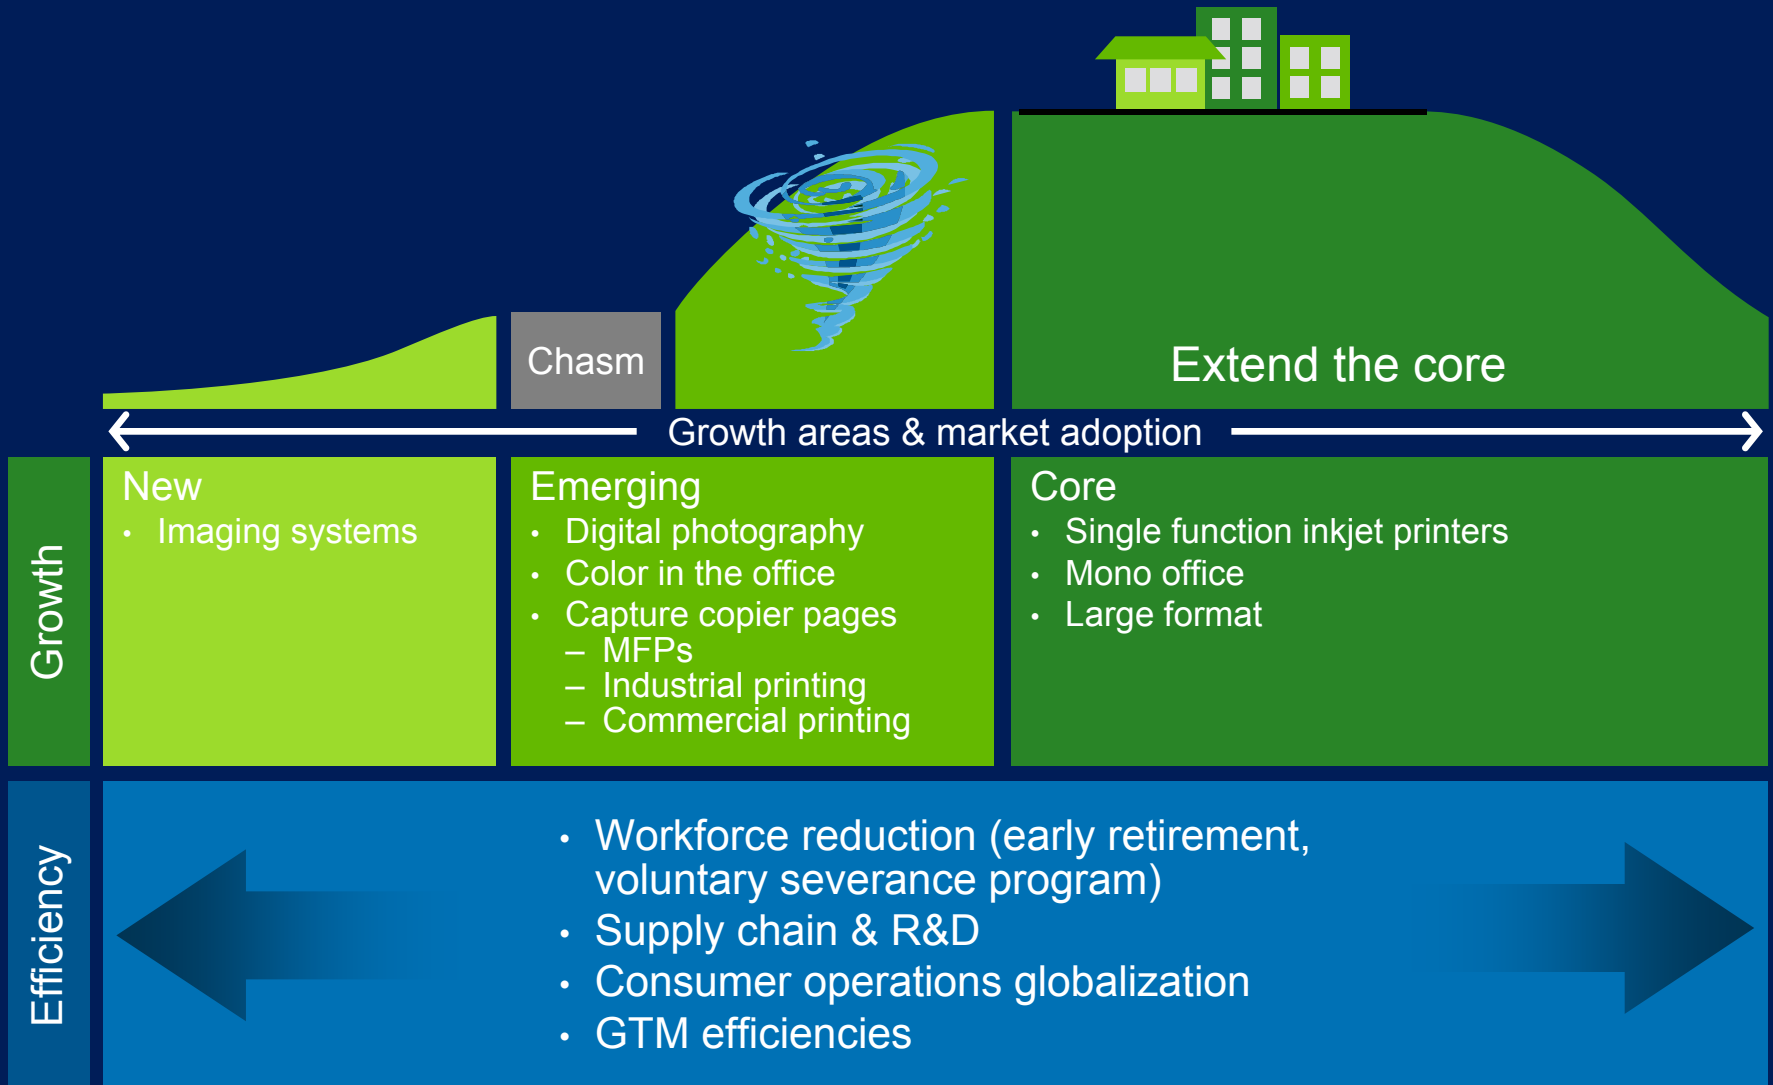 Chasm
Extend the core
Growth areas & market adoption
Growth
New
• Imaging systems
Emerging
• Digital photography
• Color in the office
• Capture copier pages
– MFPs
– Industrial printing
– Commercial printing
Core
• Single function inkjet printers
• Mono office
• Large format
Efficiency
• Workforce reduction (early retirement,
voluntary severance program)
• Supply chain & R&D
• Consumer operations globalization
• GTM efficiencies